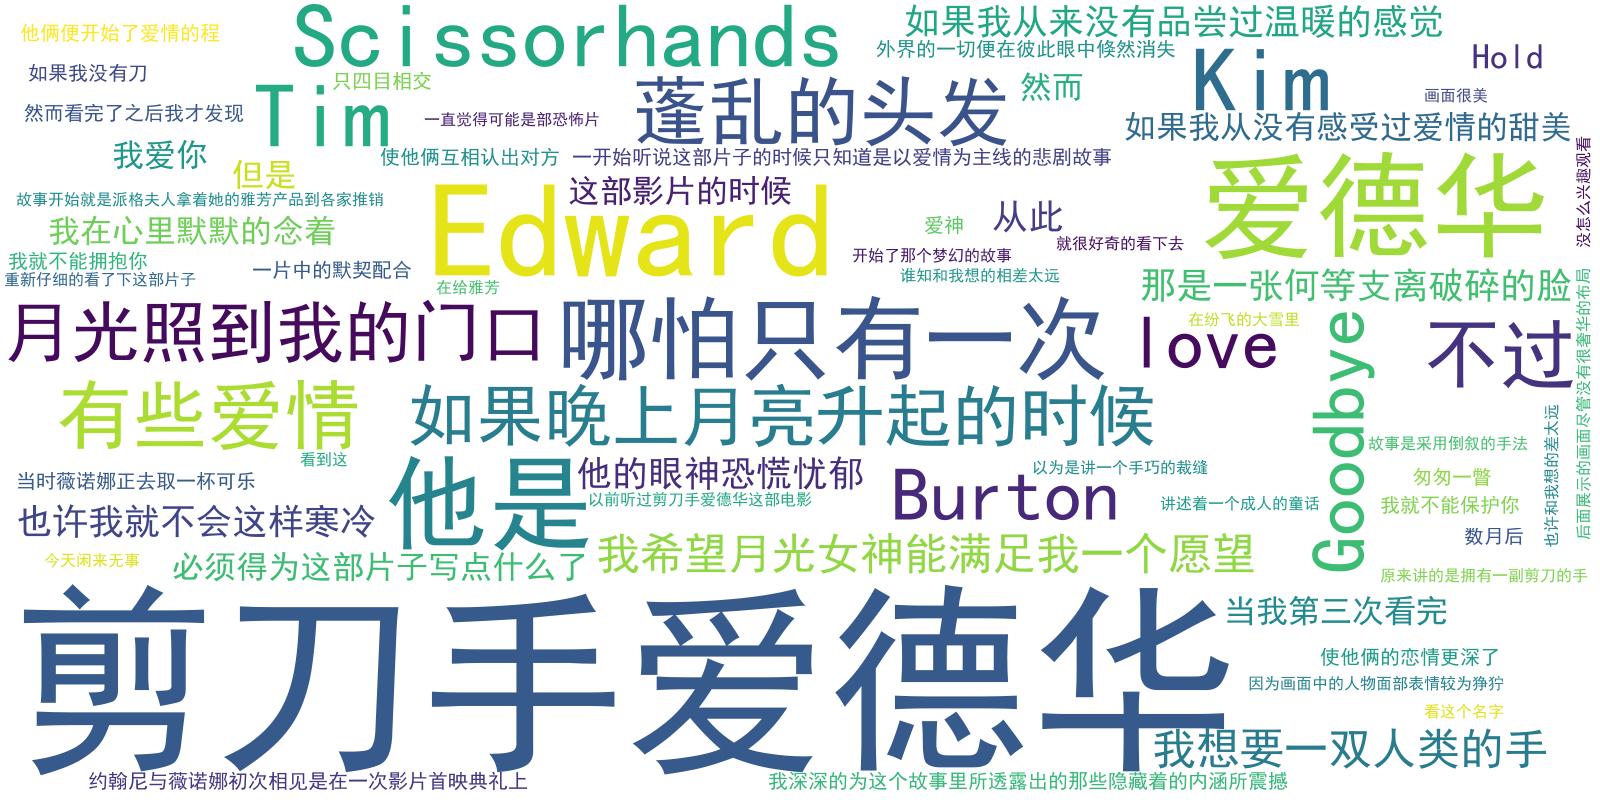 他俩便开始了爱情的程
Scissorhands
如果我从来没有品尝过温暖的感觉
外界的一切便在彼此眼中倏然消失
Hold
如果我没有刀
只四目相交
Tim
蓬乱的头发
然而
Kim
画面很美
然而看完了之后我才发现
一直觉得可能是部恐怖片
如果我从没有感受过爱情的甜美
我爱你
但是
使他俩互相认出对方
一开始听说这部片子的时候只知道是以爱情为主线的悲剧故事
没怎么兴趣观看
故事开始就是派格夫人拿着她的雅芳产品到各家推销
Edward
这部影片的时候
爱神
从此
爱德华
我在心里默默的念着
就很好奇的看下去
我就不能拥抱你
一片中的默契配合
开始了那个梦幻的故事
重新仔细的看了下这部片子
在给雅芳
谁知和我想的相差太远
那是一张何等支离破碎的脸
月光照到我的门口
哪怕只有一次
love
在纷飞的大雪里
Goodbye
不过
后面展示的画面尽管没有很奢华的布局
有些爱情
如果晚上月亮升起的时候
也许和我想的差太远
故事是采用倒叙的手法
看到这
当时薇诺娜正去取一杯可乐
他是
他的眼神恐慌忧郁
以为是讲一个手巧的裁缝
匆匆一瞥
以前听过剪刀手爱德华这部电影
Burton
讲述着一个成人的童话
我就不能保护你
也许我就不会这样寒冷
数月后
今天闲来无事
必须得为这部片子写点什么了
我希望月光女神能满足我一个愿望
原来讲的是拥有一副剪刀的手
剪刀手爱德华
当我第三次看完
使他俩的恋情更深了
因为画面中的人物面部表情较为狰狞
看这个名字
我想要一双人类的手
约翰尼与薇诺娜初次相见是在一次影片首映典礼上
我深深的为这个故事里所透露出的那些隐藏着的内涵所震撼